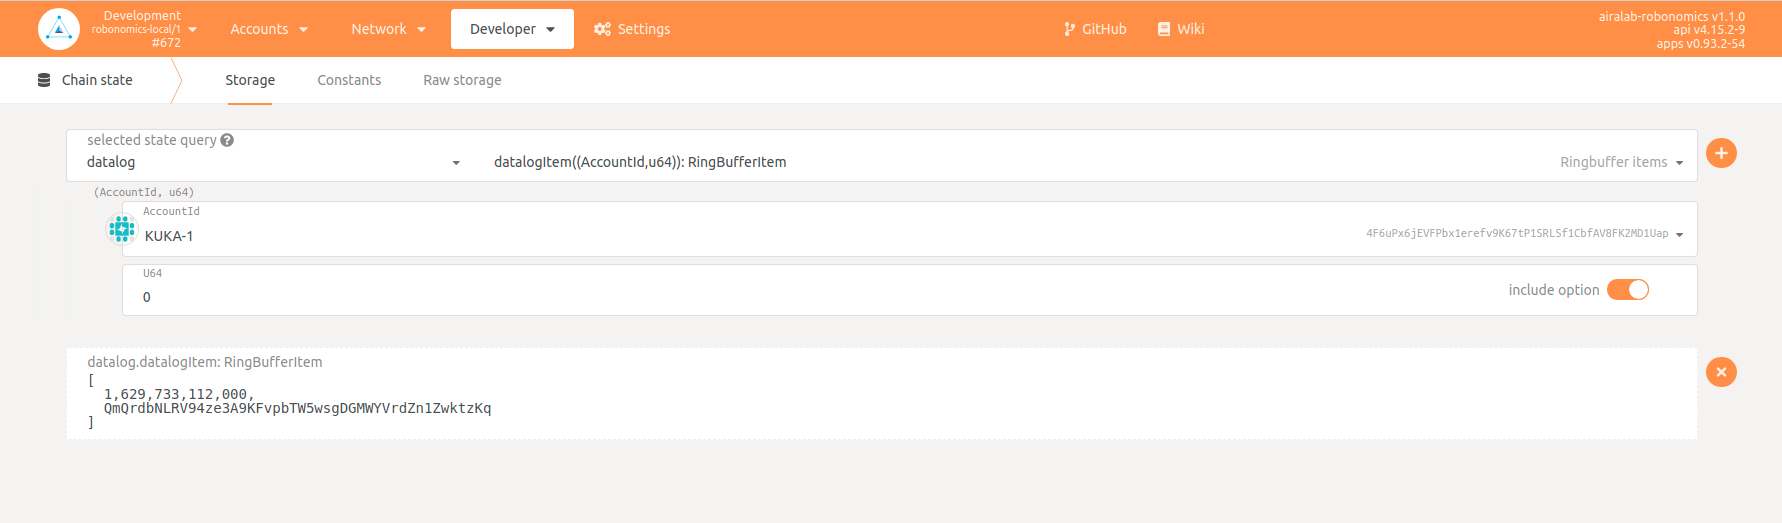 Development
robonomics-local/1
#672
Accounts
Network
Developer
Settings
GitHub
Wiki
airalab-robonomics v1.1.0
api v4.15.2-9
apps v0.93.2-54
Chain state
Storage
Constants
Raw storage
selected state query
datalog
datalogItem((AccountId,u64)): RingBufferItem
Ringbuffer items
(AccountId, u64)
AccountId
KUKA-1
4F6uPx6jEVFPbx1erefv9K67tP1SRLSf1CbfAV8FK2MD1Uap
U64
0
include option
datalog.datalogItem: RingBufferItem
[
1,629,733,112,000,
QmQrdbNLRV94ze3A9KFvpbTW5wsgDGMWYVrdZn1ZwktzKq
]